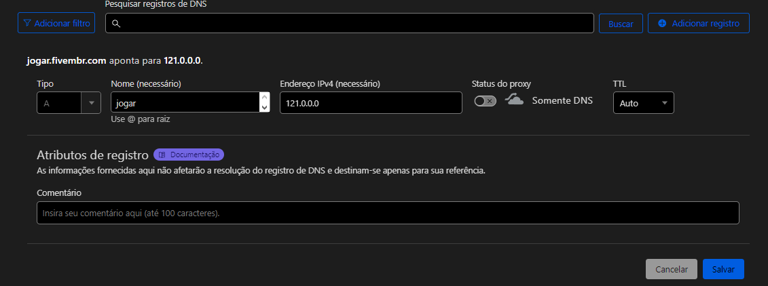 Pesquisar registros de DNS
Adicionar filtro
Buscar
Adicionar registro
jogar.fivembr.com aponta para 121.0.0.0.
Tipo Nome (necessário) Endereço IPv4 (necessário) Status do proxy TTL
A jogar 121.0.0.0 Somente DNS Auto
Use @ para raiz
Atributos de registro Documentação
As informações fornecidas aqui não afetarão a resolução do registro de DNS e destinam-se apenas para sua referência.
Comentário
Insira seu comentário aqui (até 100 caracteres).
Cancelar Salvar